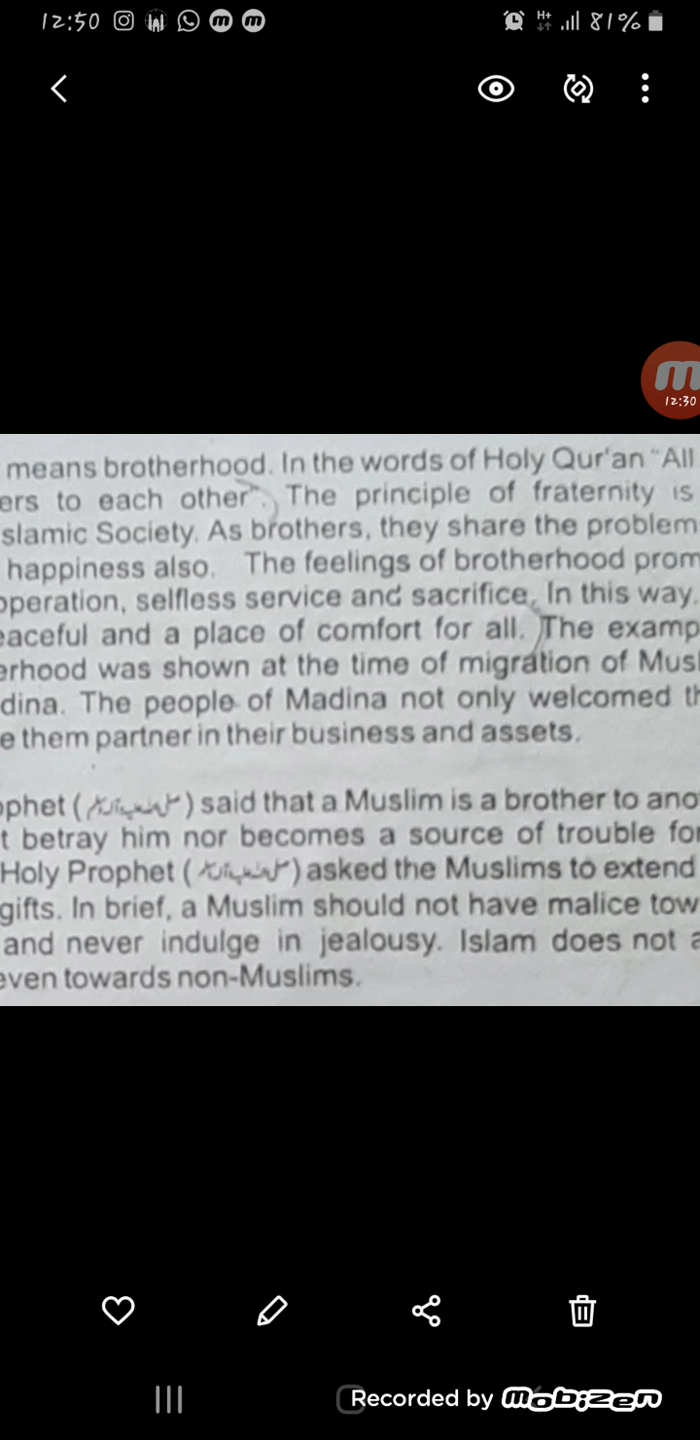 12:50
81%
12:30
means brotherhood. In the words of Holy Qur'an "All
ers to each other". The principle of fraternity is
slamic Society. As brothers, they share the problem
happiness also. The feelings of brotherhood prom
operation, selfless service and sacrifice, In this way.
eaceful and a place of comfort for all. The examp
erhood was shown at the time of migration of Musl
dina. The people of Madina not only welcomed th
e them partner in their business and assets.
ophet ( ) said that a Muslim is a brother to ano
t betray him nor becomes a source of trouble for
Holy Prophet ( ) asked the Muslims to extend
gifts. In brief, a Muslim should not have malice tow
and never indulge in jealousy. Islam does not a
even towards non-Muslims.
Recorded by mobizen